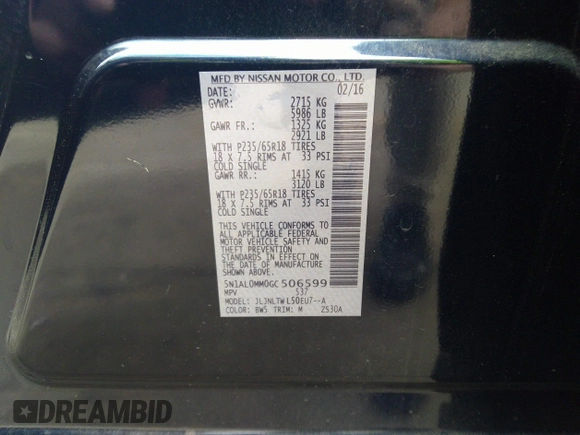 MFD BY NISSAN MOTOR CO., LTD.
DATE: 02/16
GVWR: 2715 KG
5986 LB
GAWR FR.: 1325 KG
2921 LB
WITH P235/65R18 TIRES
18 X 7.5 RIMS AT 33 PSI
COLD SINGLE
GAWR RR.: 1415 KG
3120 LB
WITH P235/65R18 TIRES
18 X 7.5 RIMS AT 33 PSI
COLD SINGLE
THIS VEHICLE CONFORMS TO
ALL APPLICABLE FEDERAL
MOTOR VEHICLE SAFETY AND
THEFT PREVENTION
STANDARDS IN EFFECT ON
THE DATE OF MANUFACTURE
SHOWN ABOVE
5N1AL0MM0GC506599
MPV 537
MODEL: JLJNLTWL50EU7--A
COLOR: BW5 TRIM: M 2S30A
DREAMBID